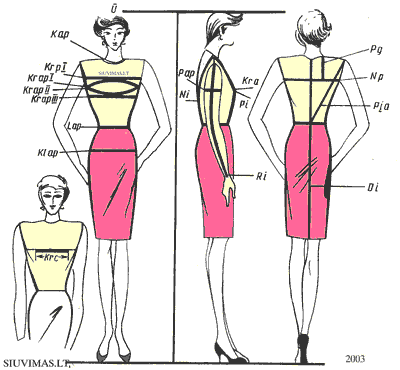 Ü
Kap
KrpI
SIUVIMAS.LT
KrapI
KrapII
KrapIII
Lap
Klap
Krc
Pap
Ni
Kra
Pi
Ri
Pg
Np
Pia
Di
SIUVIMAS.LT,
2003